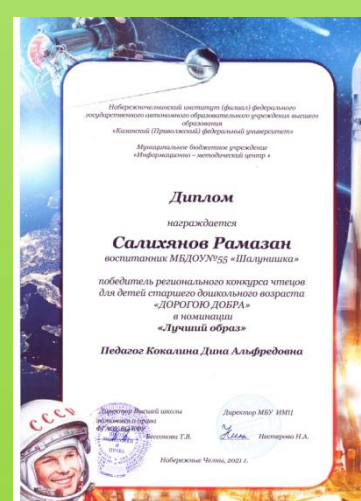 Набережночелнинский институт (филиал) федерального
государственного автономного образовательного учреждения высшего
образования
«Казанский (Приволжский) федеральный университет»
Муниципальное бюджетное учреждение
«Информационно – методический центр »
Диплом
награждается
Салихянов Рамазан
воспитанник МБДОУ№55 «Шалунишка»
победитель регионального конкурса чтецов
для детей старшего дошкольного возраста
«ДОРОГОЮ ДОБРА»
в номинации
«Лучший образ»
Педагог Кокалина Дина Альфредовна
Директор Высшей школы
Директор МБУ ИМЦ
Бессонова Т.В.
Нестерова Н.А.
Набережные Челны, 2021 г.
СССР